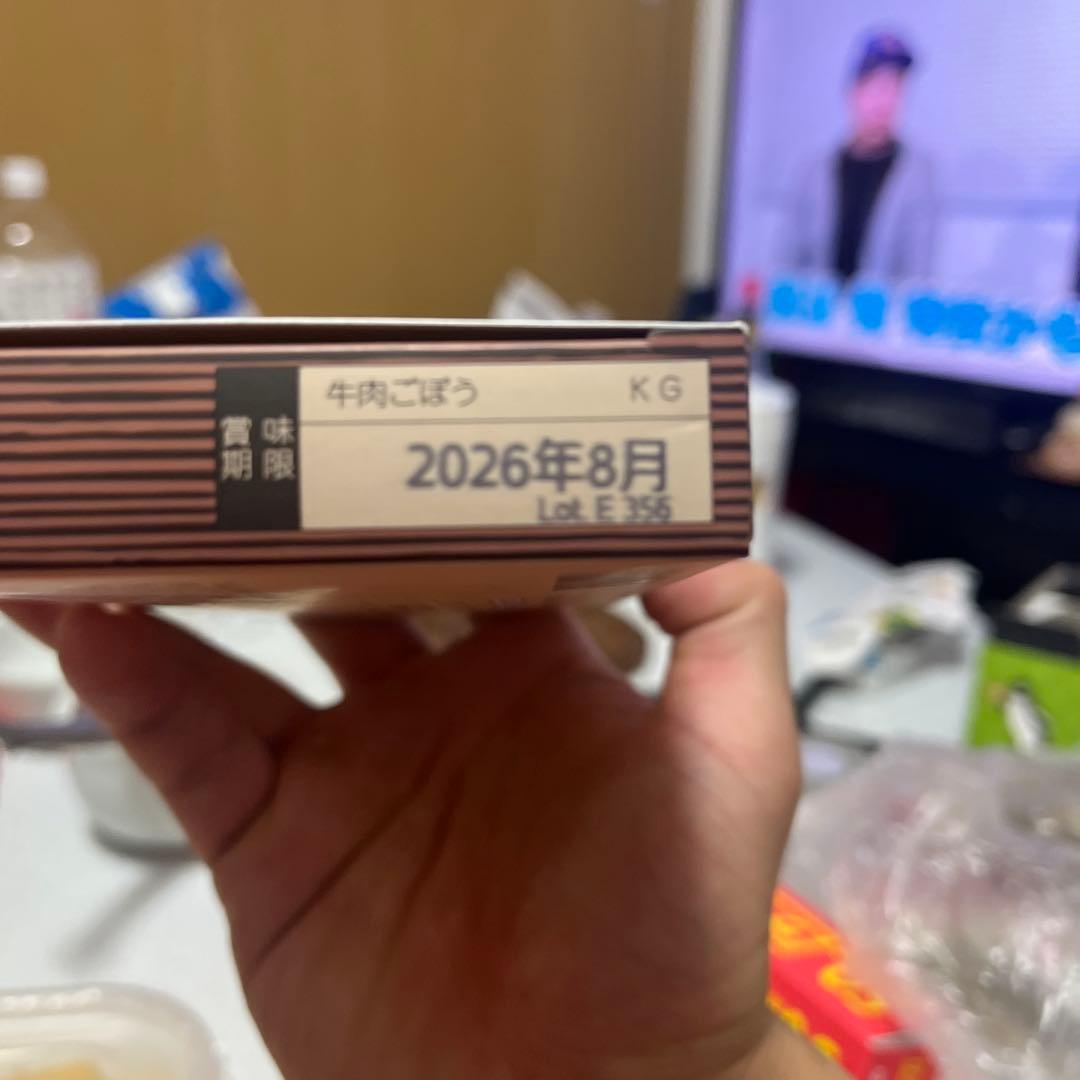 賞味
期限
牛肉ごぼう KG
2026年8月
Lot E 356